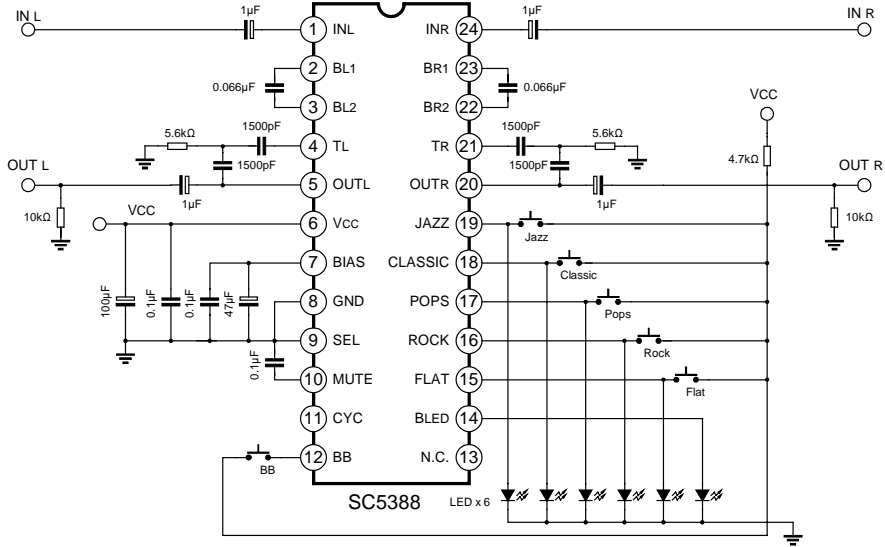 IN L
1µF
1µF
IN R
1 INL
INR 24
2 BL1
BR1 23
0.066µF
0.066µF
3 BL2
BR2 22
VCC
5.6kΩ
1500pF
1500pF
5.6kΩ
4 TL
TR 21
4.7kΩ
OUT L
1500pF
1500pF
OUT R
5 OUTL
OUTR 20
1µF
1µF
10kΩ
10kΩ
VCC
6 VCC
JAZZ 19
Jazz
7 BIAS
CLASSIC 18
Classic
100µF
0.1µF
0.1µF
47µF
8 GND
POPS 17
Pops
9 SEL
ROCK 16
Rock
0.1µF
10 MUTE
FLAT 15
Flat
11 CYC
BLED 14
12 BB
N.C. 13
BB
SC5388
LED x 6